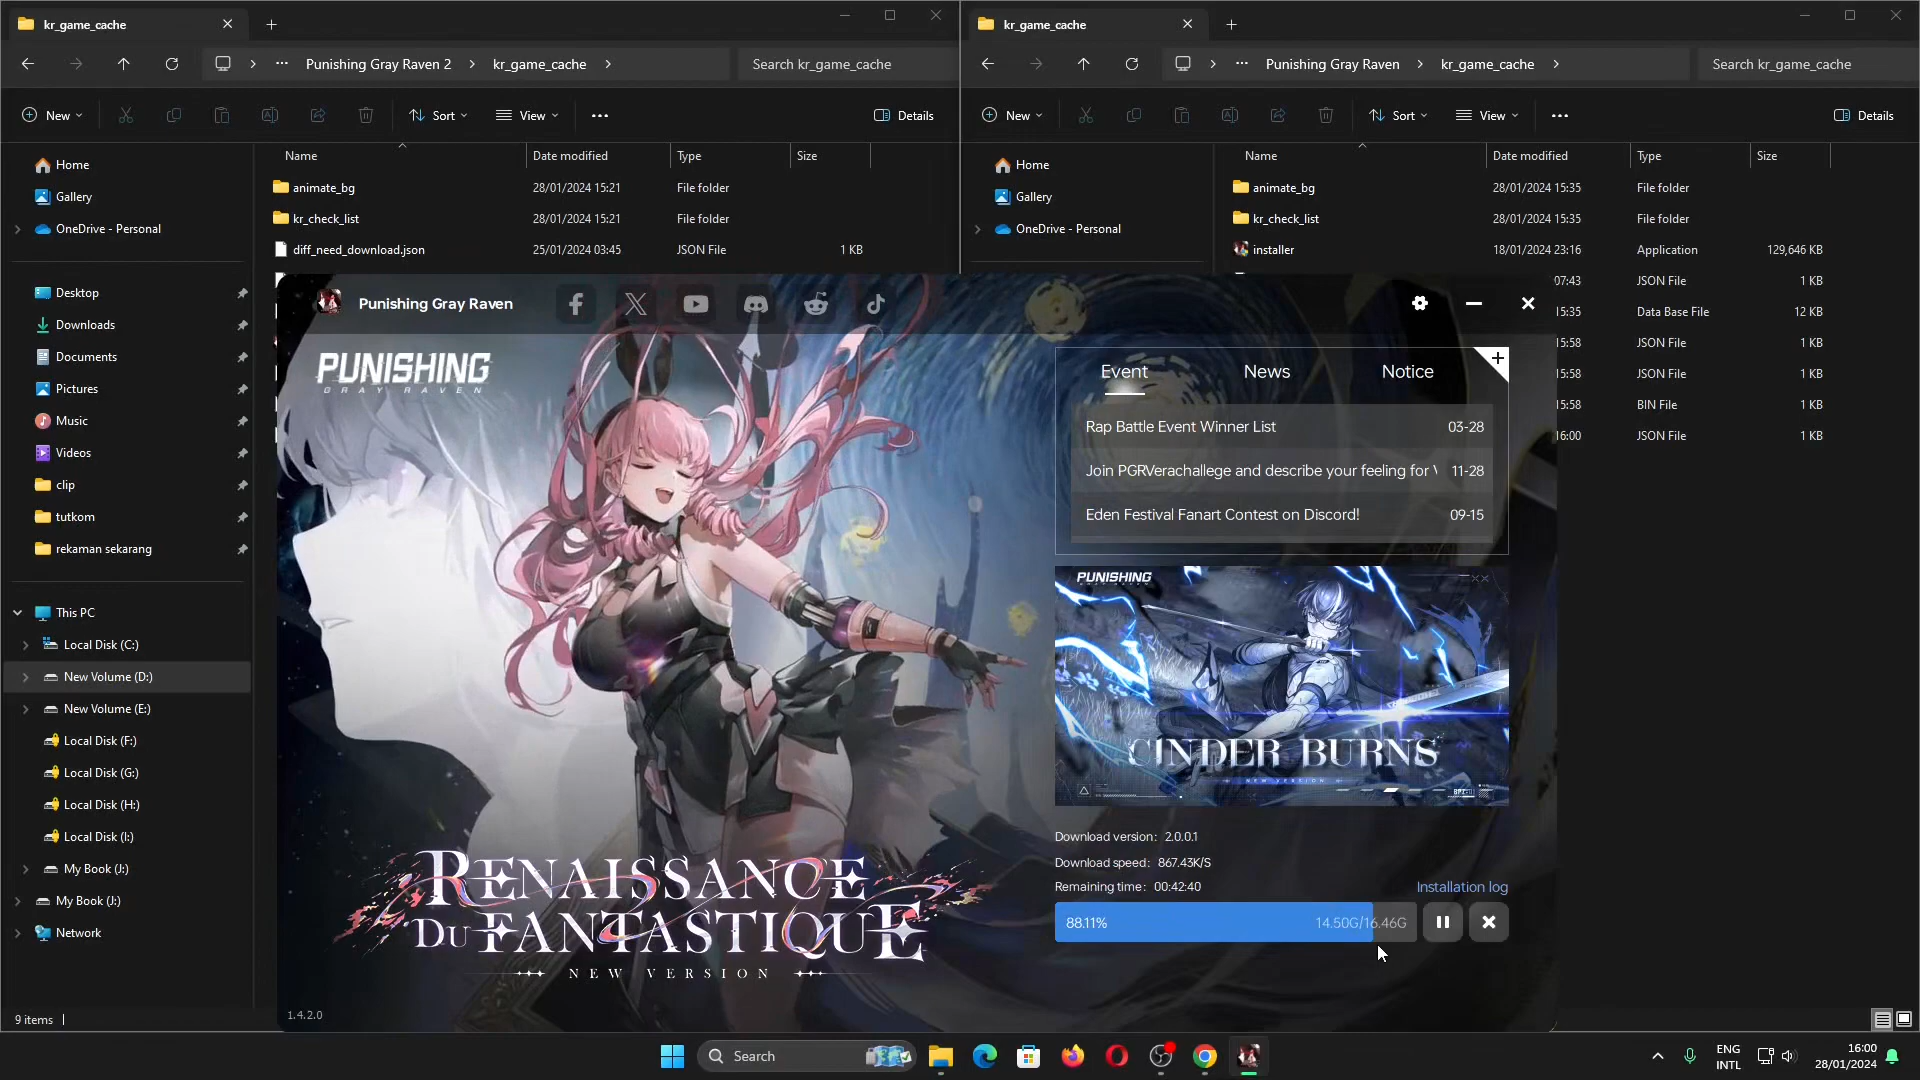 kr_game_cache
kr_game_cache
Punishing Gray Raven 2
kr_game_cache
Search kr_game_cache
Punishing Gray Raven
kr_game_cache
Search kr_game_cache
New
Sort
View
Details
New
Sort
View
Details
Name
Date modified
Type
Size
animate_bg
28/01/2024 15:21
File folder
kr_check_list
28/01/2024 15:21
File folder
diff_need_download.json
25/01/2024 03:45
JSON File
1 KB
Name
Date modified
Type
Size
animate_bg
28/01/2024 15:35
File folder
kr_check_list
28/01/2024 15:35
File folder
installer
18/01/2024 23:16
Application
129,646 KB
07:43
JSON File
1 KB
15:35
Data Base File
12 KB
15:58
JSON File
1 KB
15:58
JSON File
1 KB
15:58
BIN File
1 KB
16:00
JSON File
1 KB
Home
Gallery
OneDrive - Personal
Desktop
Downloads
Documents
Pictures
Music
Videos
clip
tutkom
rekaman sekarang
This PC
Local Disk (C:)
New Volume (D:)
New Volume (E:)
Local Disk (F:)
Local Disk (G:)
Local Disk (H:)
Local Disk (I:)
My Book (J:)
My Book (J:)
Network
9 items
Home
Gallery
OneDrive - Personal
Punishing Gray Raven
PUNISHING
GRAY RAVEN
Event
News
Notice
Rap Battle Event Winner List
03-28
Join PGRVerachallege and describe your feeling for
11-28
Eden Festival Fanart Contest on Discord!
09-15
PUNISHING
CINDER BURNS
NEW VERSION
RENAISSANCE
DU FANTASTIQUE
NEW VERSION
Download version: 2.0.0.1
Download speed: 867.43K/S
Remaining time: 00:42:40
Installation log
88.11%
14.50G/16.46G
1.4.2.0
Search
ENG
INTL
16:00
28/01/2024